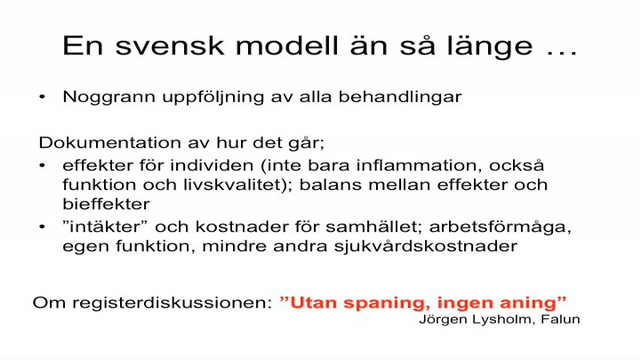 En svensk modell än så länge …
• Noggrann uppföljning av alla behandlingar
Dokumentation av hur det går;
• effekter för individen (inte bara inflammation, också
funktion och livskvalitet); balans mellan effekter och
bieffekter
• ”intäkter” och kostnader för samhället; arbetsförmåga,
egen funktion, mindre andra sjukvårdskostnader
Om registerdiskussionen: ”Utan spaning, ingen aning”
Jörgen Lysholm, Falun